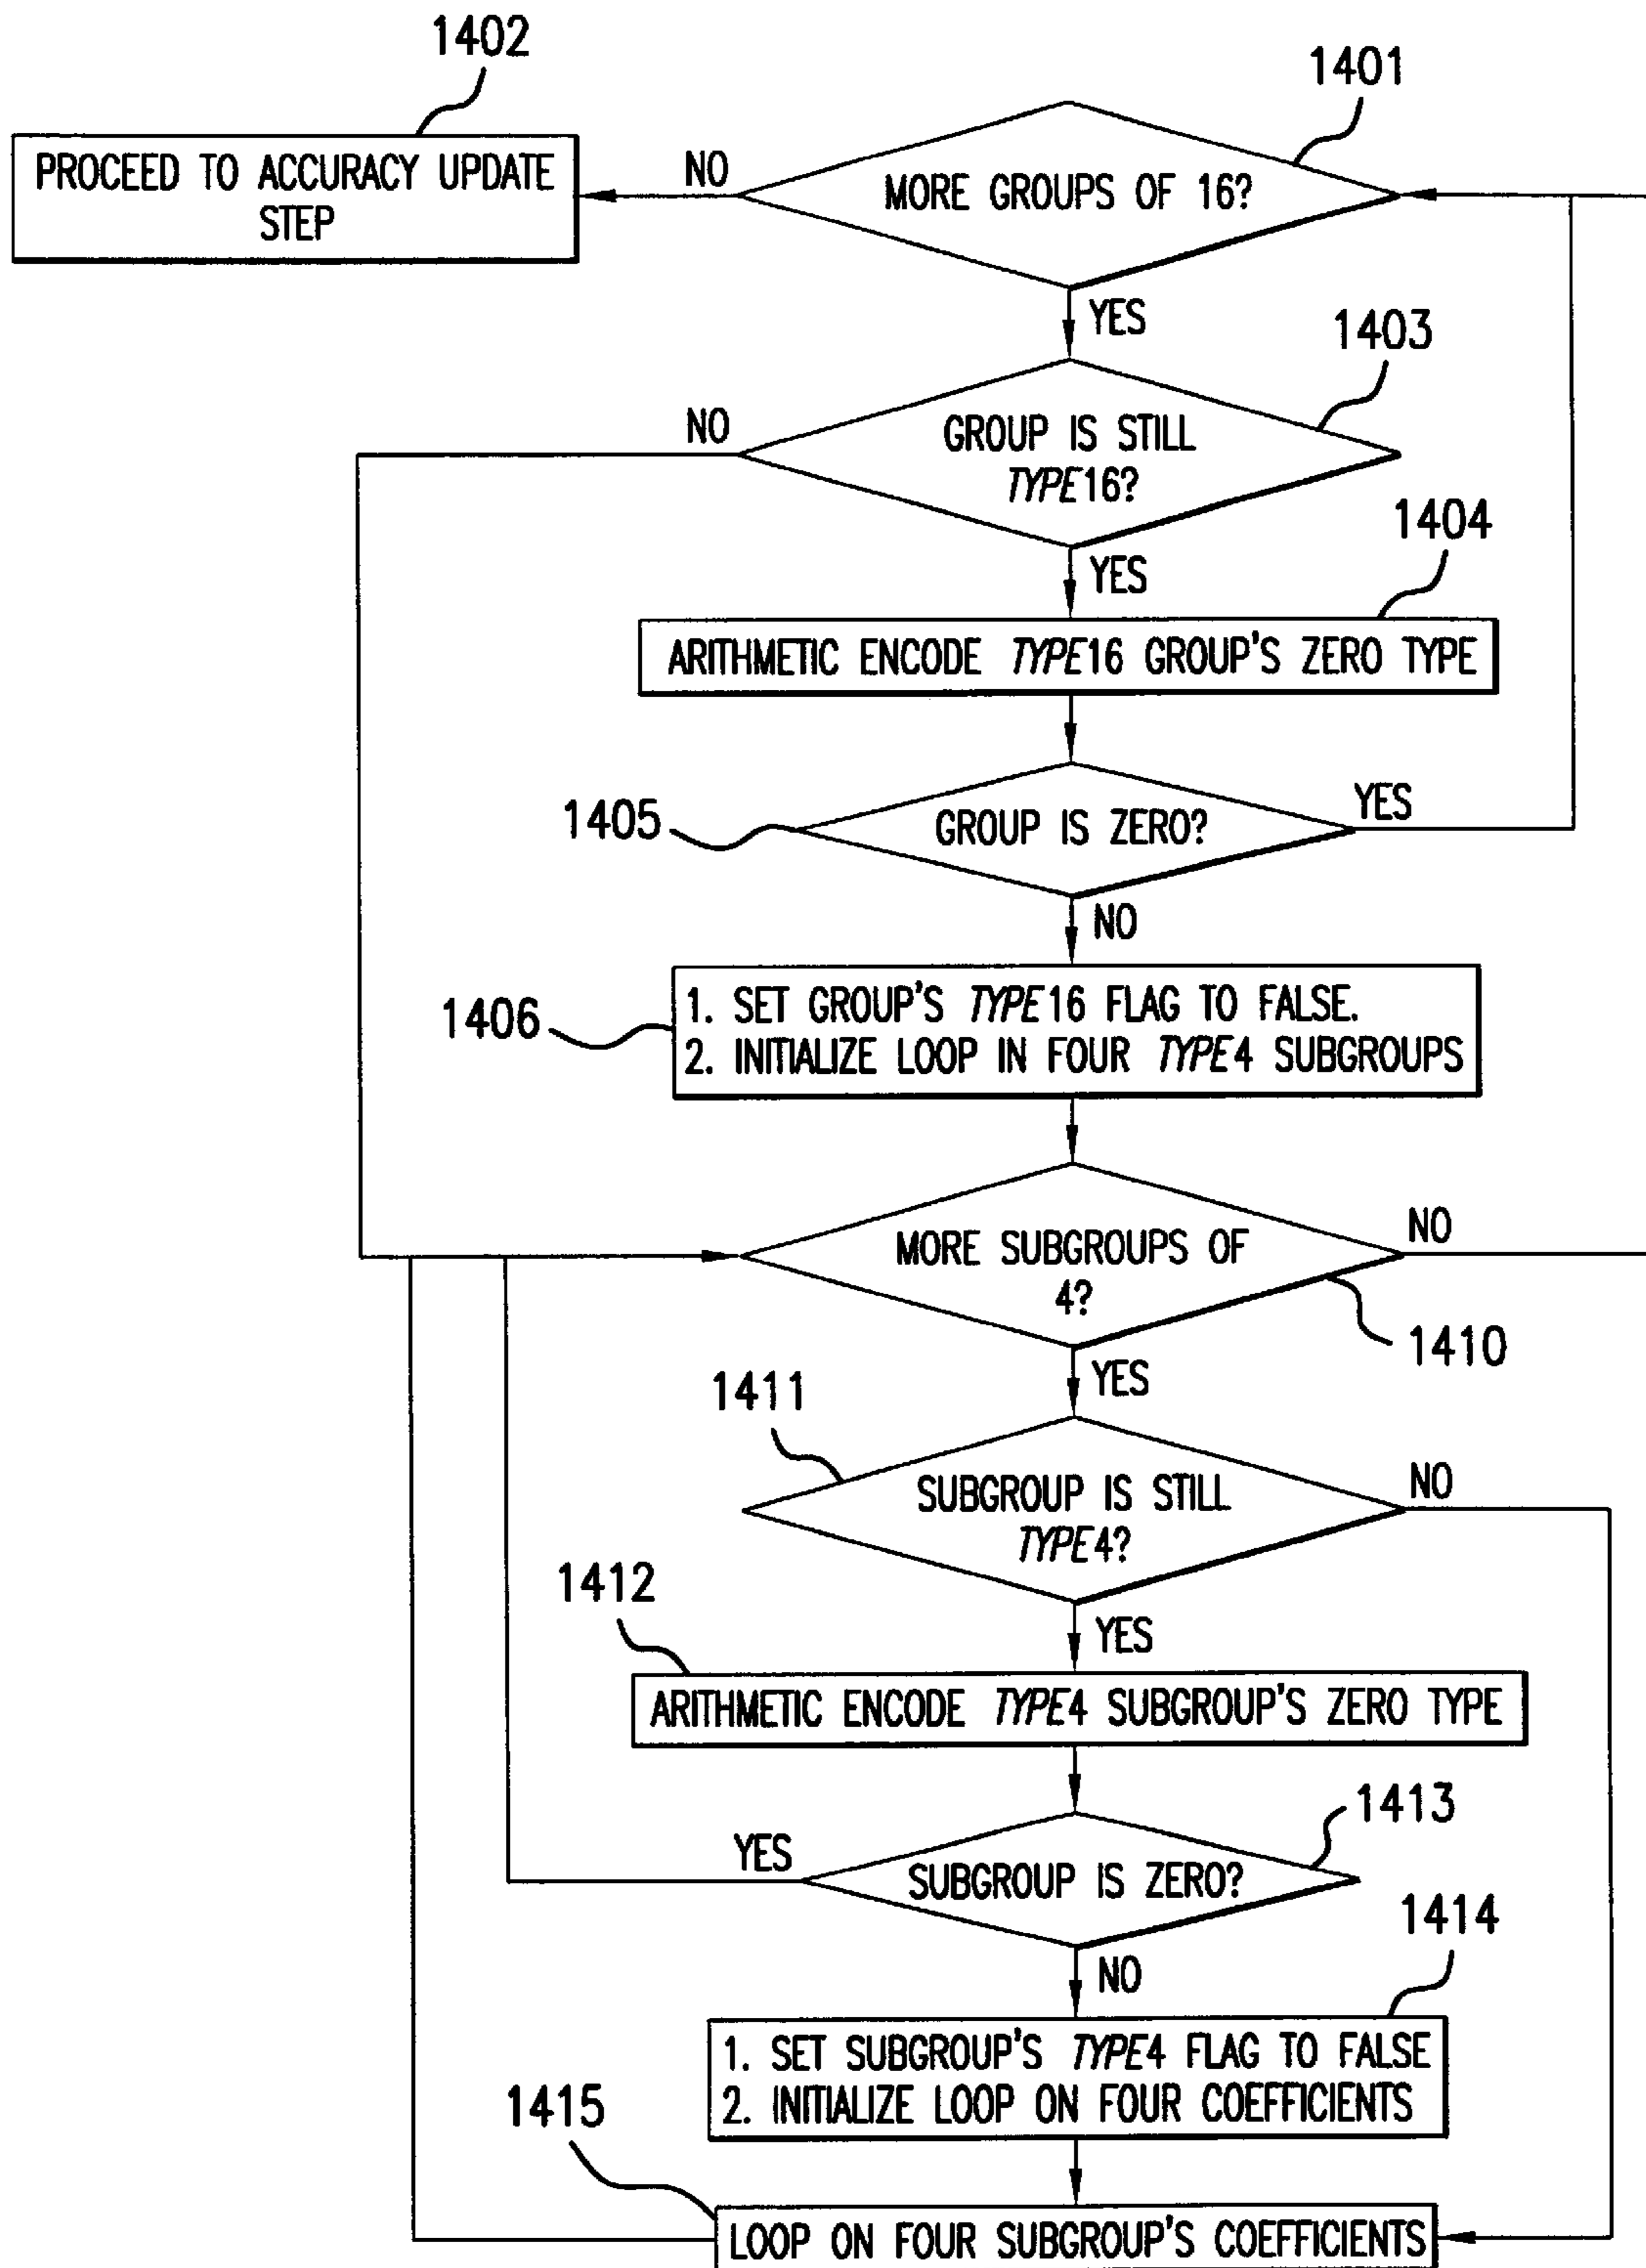 1402
1401
PROCEED TO ACCURACY UPDATE
STEP
NO
MORE GROUPS OF 16?
YES
1403
NO
GROUP IS STILL
TYPE16?
1404
YES
ARITHMETIC ENCODE TYPE16 GROUP'S ZERO TYPE
1405
GROUP IS ZERO?
YES
NO
1406
1. SET GROUP'S TYPE16 FLAG TO FALSE.
2. INITIALIZE LOOP IN FOUR TYPE4 SUBGROUPS
MORE SUBGROUPS OF
4?
NO
1410
YES
1411
SUBGROUP IS STILL
TYPE4?
NO
1412
YES
ARITHMETIC ENCODE TYPE4 SUBGROUP'S ZERO TYPE
1413
YES
SUBGROUP IS ZERO?
1414
NO
1. SET SUBGROUP'S TYPE4 FLAG TO FALSE
2. INITIALIZE LOOP ON FOUR COEFFICIENTS
1415
LOOP ON FOUR SUBGROUP'S COEFFICIENTS